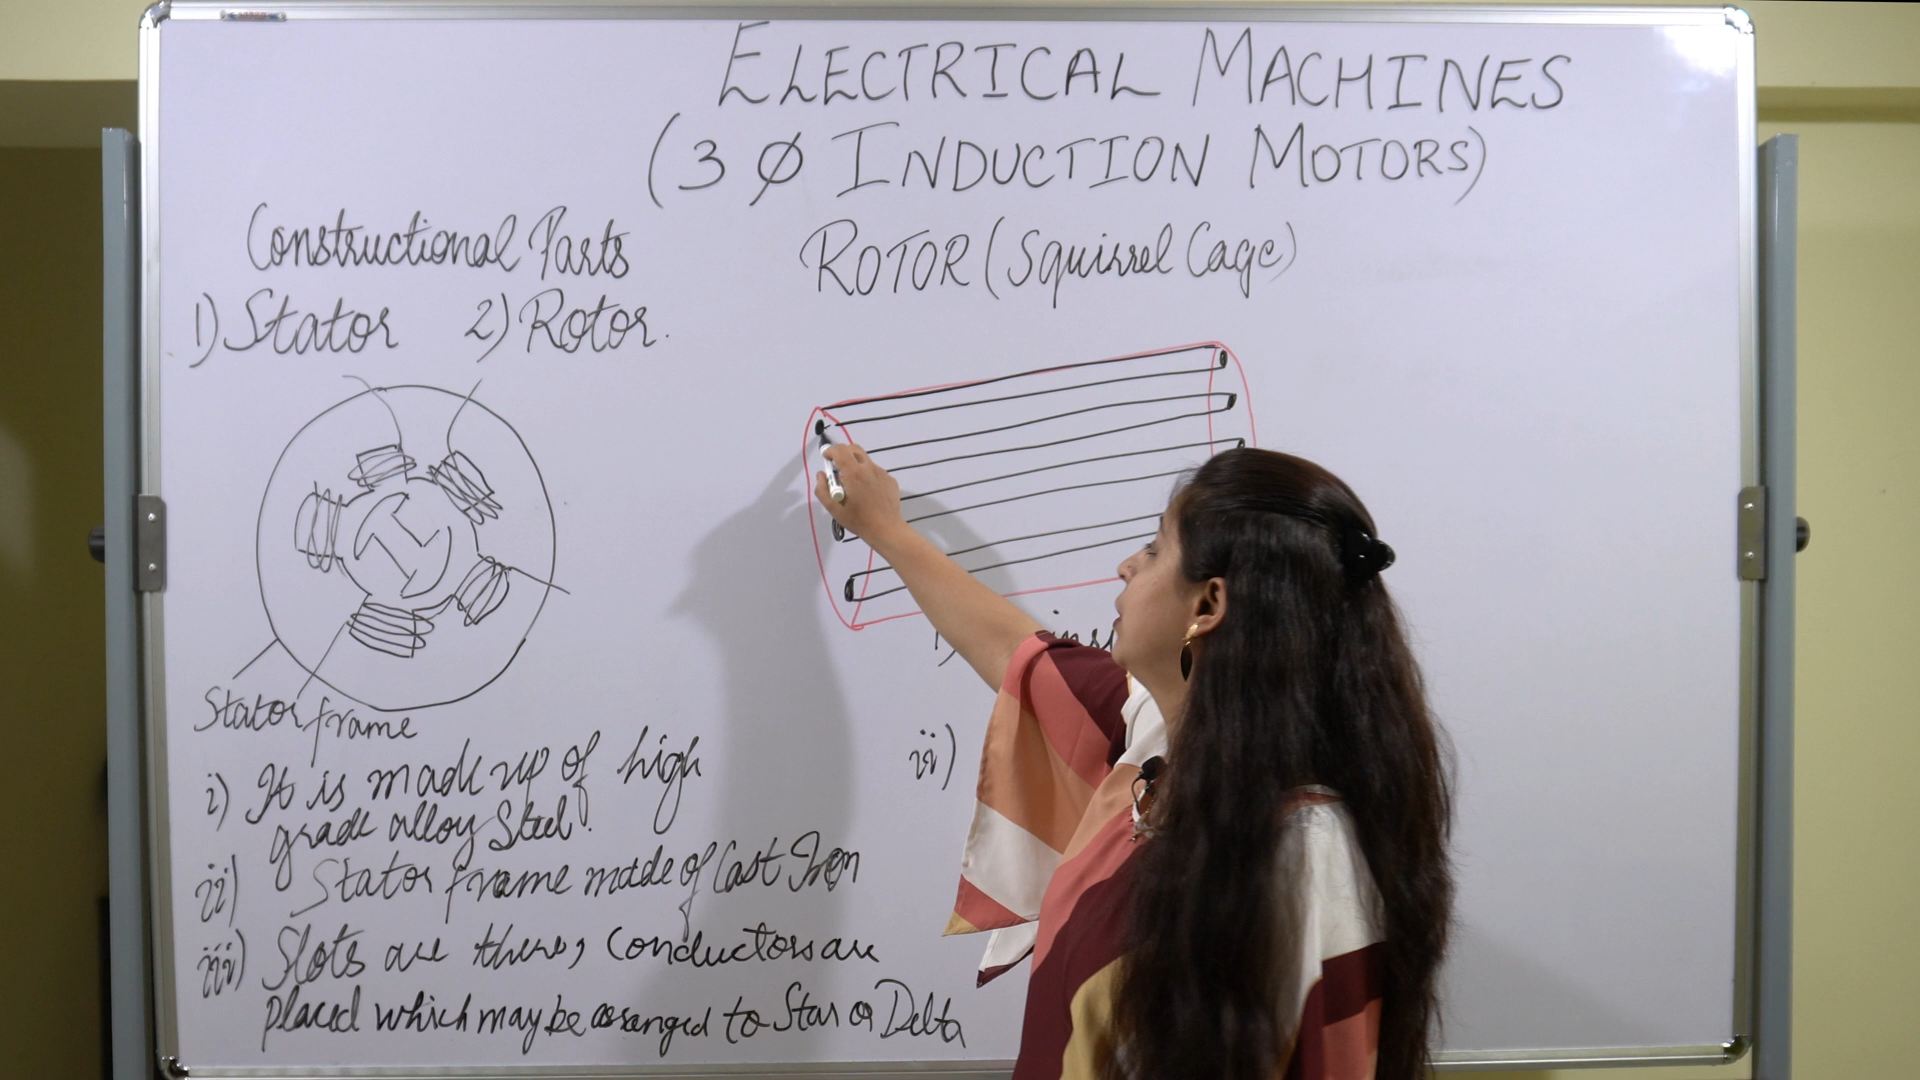 ELECTRICAL MACHINES
(3 Ø INDUCTION MOTORS)
Constructional Parts
1) Stator 2) Rotor.
Stator frame
i) It is made up of high
grade alloy Steel.
ii) Stator frame made of Cast Iron
iii) Slots are there, Conductors are
placed which may be arranged to Star or Delta
ROTOR (Squirrel Cage)
ii)